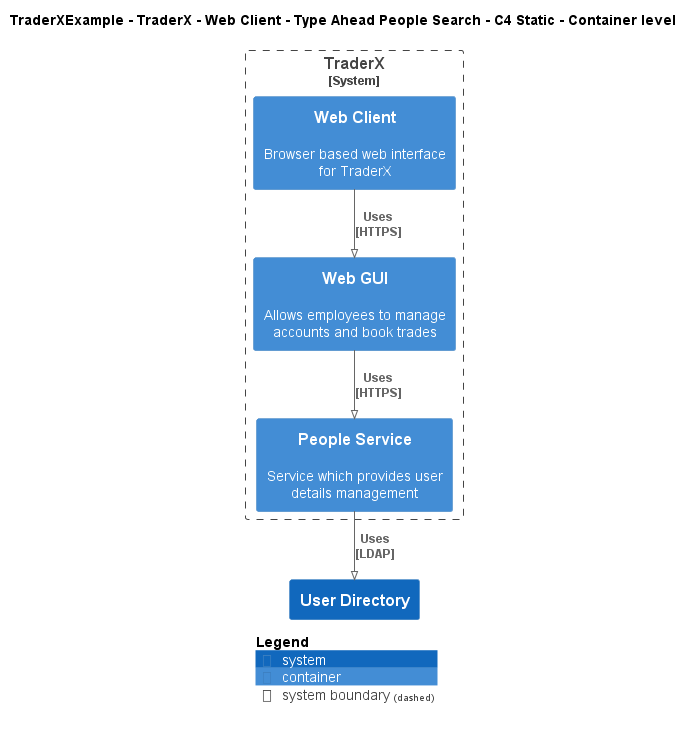 TraderXExample - TraderX - Web Client - Type Ahead People Search - C4 Static - Container level
TraderX
[System]
Web Client
Browser based web interface
for TraderX
Uses
[HTTPS]
Web GUI
Allows employees to manage
accounts and book trades
Uses
[HTTPS]
People Service
Service which provides user
details management
Uses
[LDAP]
User Directory
Legend
system
container
system boundary (dashed)